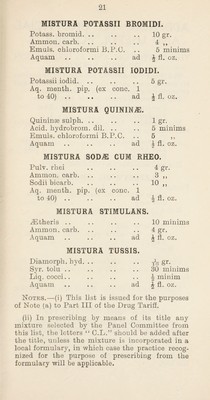 21
MISTURA POTASSII BROMIDI.
Potass. bromid. .. .. .. 10 gr.
Ammon. carb. .. .. .. 4 „
Emuls. chloroformi B.P.C. .. 5 minims
Aquam .. .. .. ad ½ fl. oz.
MISTURA POTASSII IODIDI.
Potassii iodid. .. .. .. 5 gr.
Aq. menth. pip. (ex conc. 1
to 40) .. .. .. ad ½ fl. oz.
MISTURA QUININÆ.
Quininæ sulph. .. .. .. 1 gr.
Acid. hydrobrom. dil. .. .. 5 minims
Emuls. chloroformi B.P.C. .. 5 „
Aquam .. .. .. ad ½ fl. oz.
MISTURA SODÆ CUM RHEO.
Pulv. rhei .. .. .. 4 gr.
Ammon. carb. .. .. .. 3 „
Sodii bicarb. .. .. .. 10 „
Aq. menth. pip. (ex conc. 1
to 40) .. .. .. ad ½ fl. oz.
MISTURA STIMULANS.
Ætheris .. .. .. .. 10 minims
Ammon. carb. .. .. .. 4 gr.
Aquam .. .. .. ad ½ fl. oz.
MISTURA TUSSIS.
Diamorph. hyd. .. .. .. gr.
Syr. tolu .. .. .. .. 30 minims
Liq. cocci .. .. .. .. ½ minim
Aquam .. .. .. ad ½ fl. oz.
NOTES.—(i) This list is issued for the purposes
of Note (a) to Part III of the Drug Tariff.
(ii) In prescribing by means of its title any
mixture selected by the Panel Committee from
this list, the letters "C.L." should be added after
the title, unless the mixture is incorporated in a
local formulary, in which case the practice recog-
nized for the purpose of prescribing from the
formulary will be applicable.